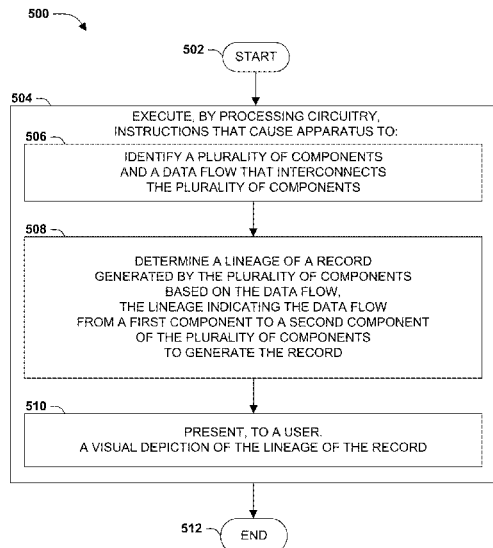 500
502
START
504
EXECUTE, BY PROCESSING CIRCUITRY,
INSTRUCTIONS THAT CAUSE APPARATUS TO:
506
IDENTIFY A PLURALITY OF COMPONENTS
AND A DATA FLOW THAT INTERCONNECTS
THE PLURALITY OF COMPONENTS
508
DETERMINE A LINEAGE OF A RECORD
GENERATED BY THE PLURALITY OF COMPONENTS
BASED ON THE DATA FLOW,
THE LINEAGE INDICATING THE DATA FLOW
FROM A FIRST COMPONENT TO A SECOND COMPONENT
OF THE PLURALITY OF COMPONENTS
TO GENERATE THE RECORD
510
PRESENT, TO A USER.
A VISUAL DEPICTION OF THE LINEAGE OF THE RECORD
512
END